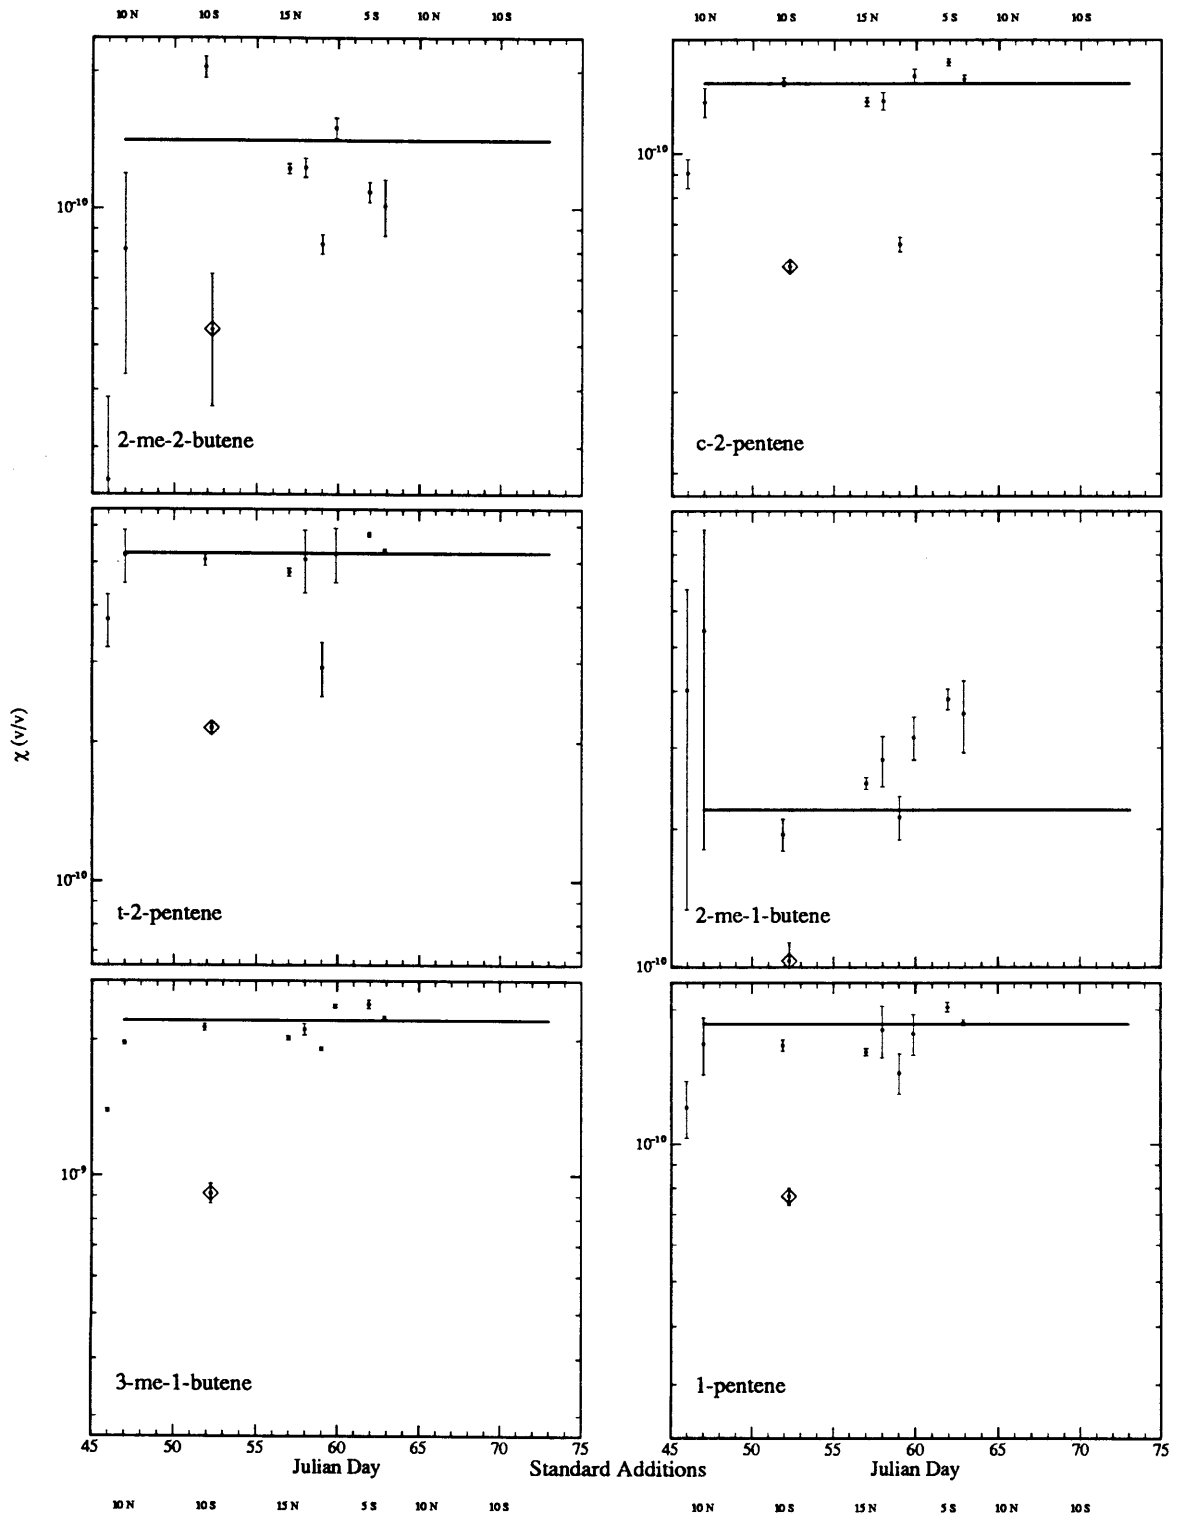 10 N 10 S 15 N 5 S 10 N 10 S
10 N 10 S 15 N 5 S 10 N 10 S
10⁻¹⁰
2-me-2-butene
10⁻¹⁰
c-2-pentene
χ (v/v)
10⁻¹⁰
t-2-pentene
2-me-1-butene
10⁻¹⁰
10⁻⁹
3-me-1-butene
10⁻¹⁰
1-pentene
45 50 55 60 65 70 75
45 50 55 60 65 70 75
Julian Day
Standard Additions
Julian Day
10 N 10 S 15 N 5 S 10 N 10 S
10 N 10 S 15 N 5 S 10 N 10 S